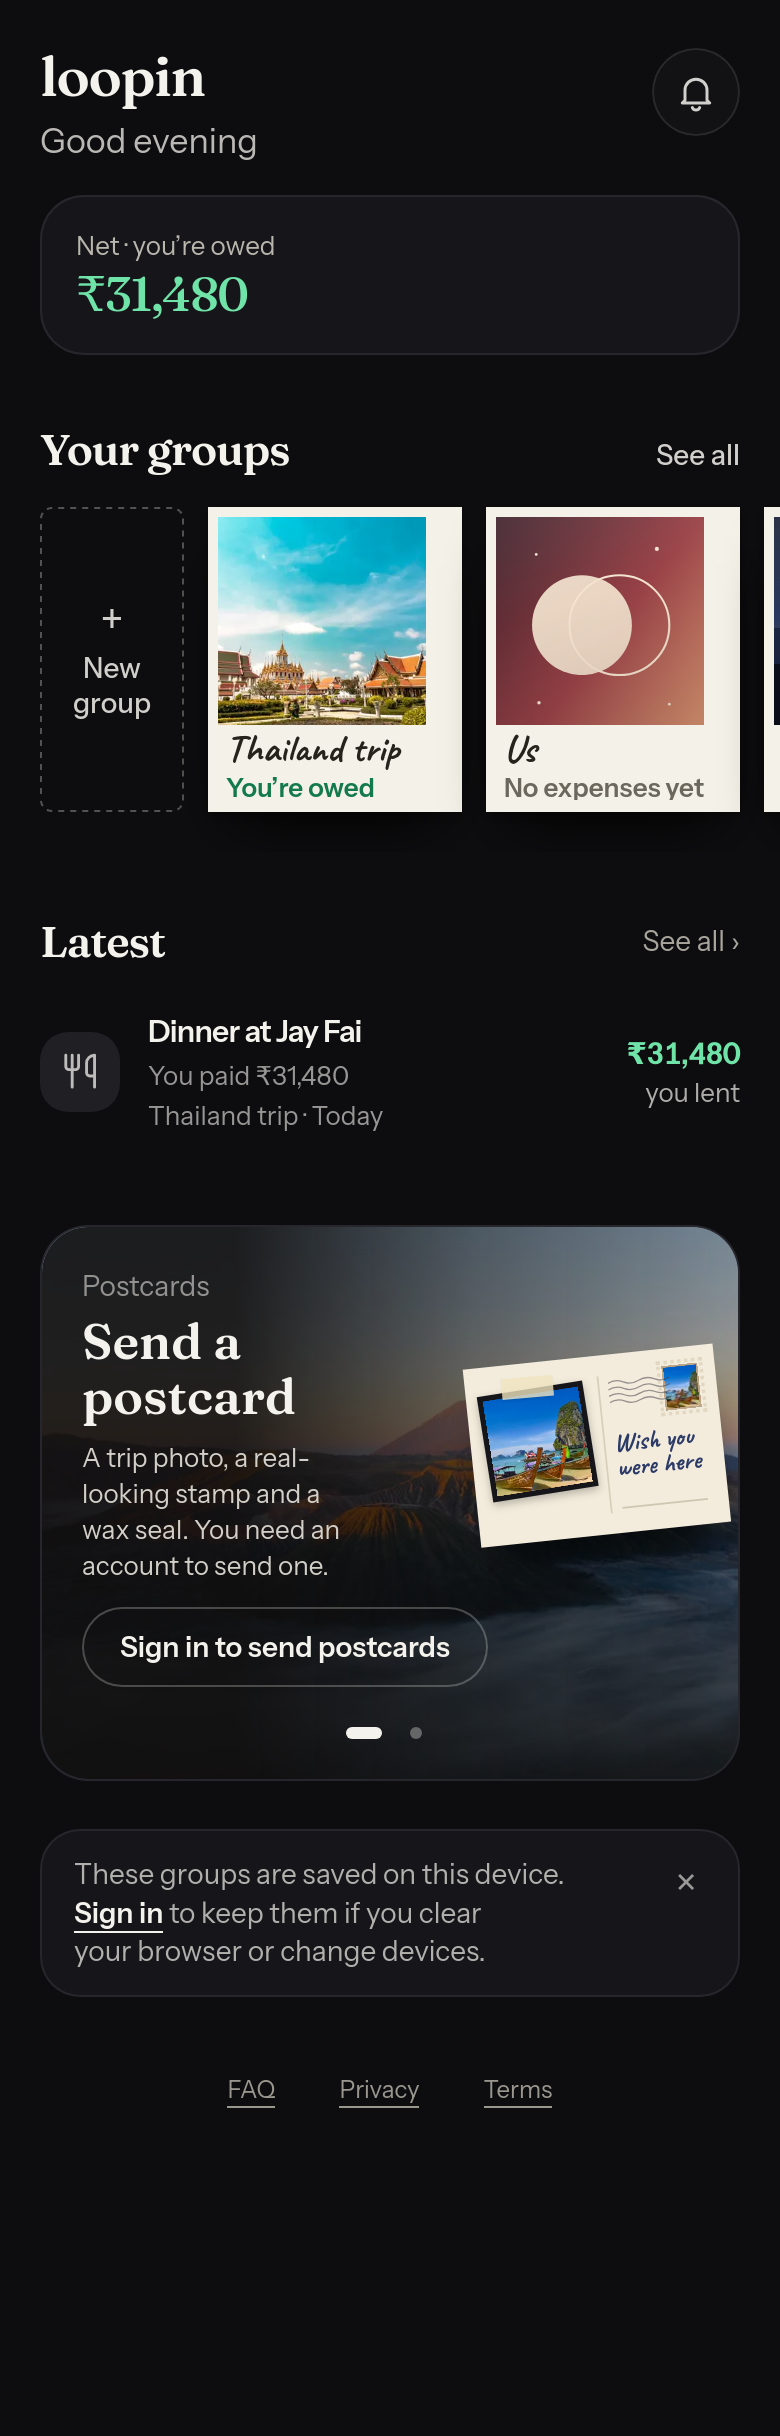 loopin
Good evening
Net · you’re owed
₹31,480
Your groups
See all
+
New
group
Thailand trip
You’re owed
Us
No expenses yet
Latest
See all ›
Dinner at Jay Fai
You paid ₹31,480
Thailand trip · Today
₹31,480
you lent
Postcards
Send a
postcard
A trip photo, a real-
looking stamp and a
wax seal. You need an
account to send one.
Wish you
were here
Sign in to send postcards
These groups are saved on this device.
Sign in to keep them if you clear
your browser or change devices.
FAQ
Privacy
Terms